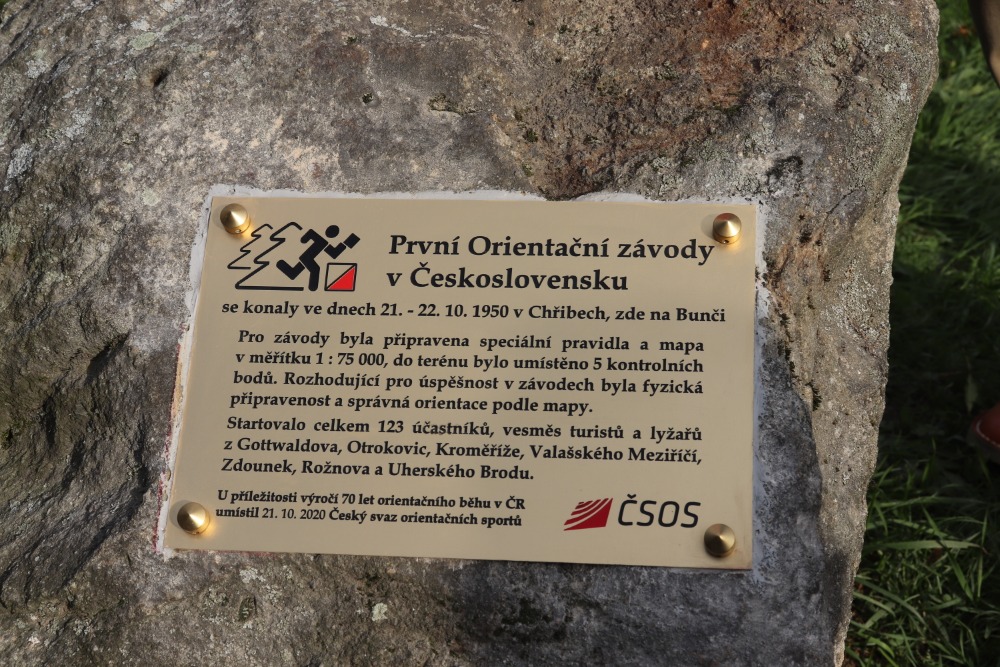 První Orientační závody
v Československu
se konaly ve dnech 21. - 22. 10. 1950 v Chřibech, zde na Bunči
Pro závody byla připravena speciální pravidla a mapa
v měřítku 1 : 75 000, do terénu bylo umístěno 5 kontrolních
bodů. Rozhodující pro úspěšnost v závodech byla fyzická
připravenost a správná orientace podle mapy.
Startovalo celkem 123 účastníků, vesměs turistů a lyžařů
z Gottwaldova, Otrokovic, Kroměříže, Valašského Meziříčí,
Zdounek, Rožnova a Uherského Brodu.
U příležitosti výročí 70 let orientačního běhu v ČR
umístil 21. 10. 2020 Český svaz orientačních sportů
ČSOS